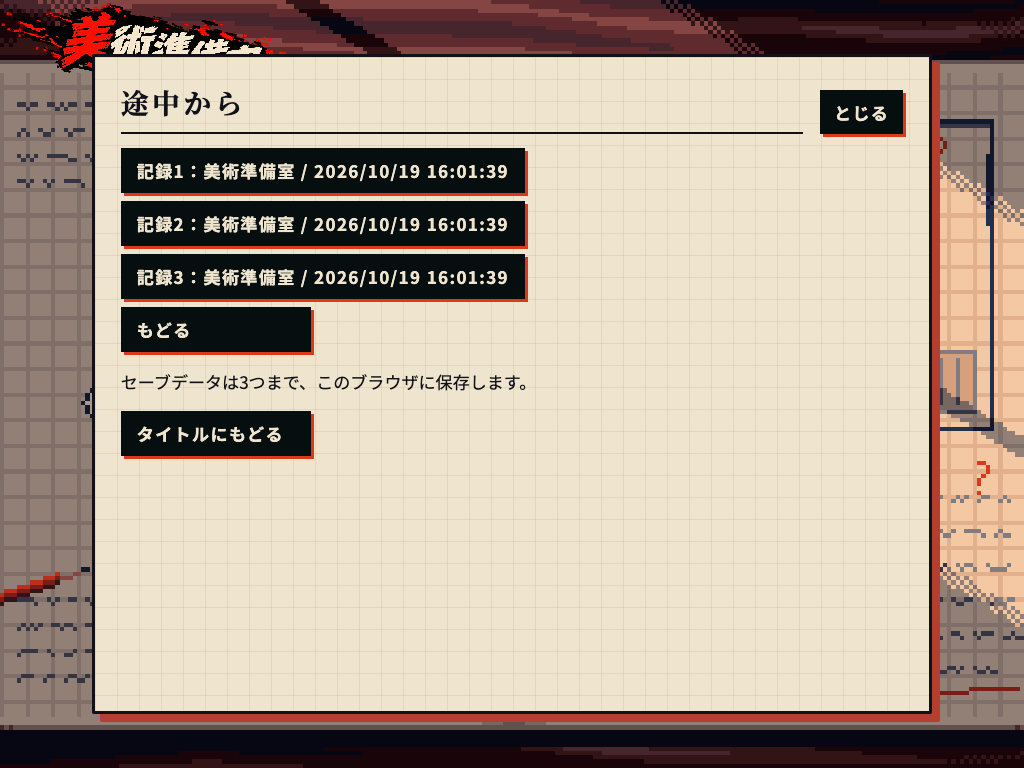 美術準備
途中から
とじる
記録1：美術準備室 / 2026/10/19 16:01:39
記録2：美術準備室 / 2026/10/19 16:01:39
記録3：美術準備室 / 2026/10/19 16:01:39
もどる
セーブデータは3つまで、このブラウザに保存します。
タイトルにもどる
?